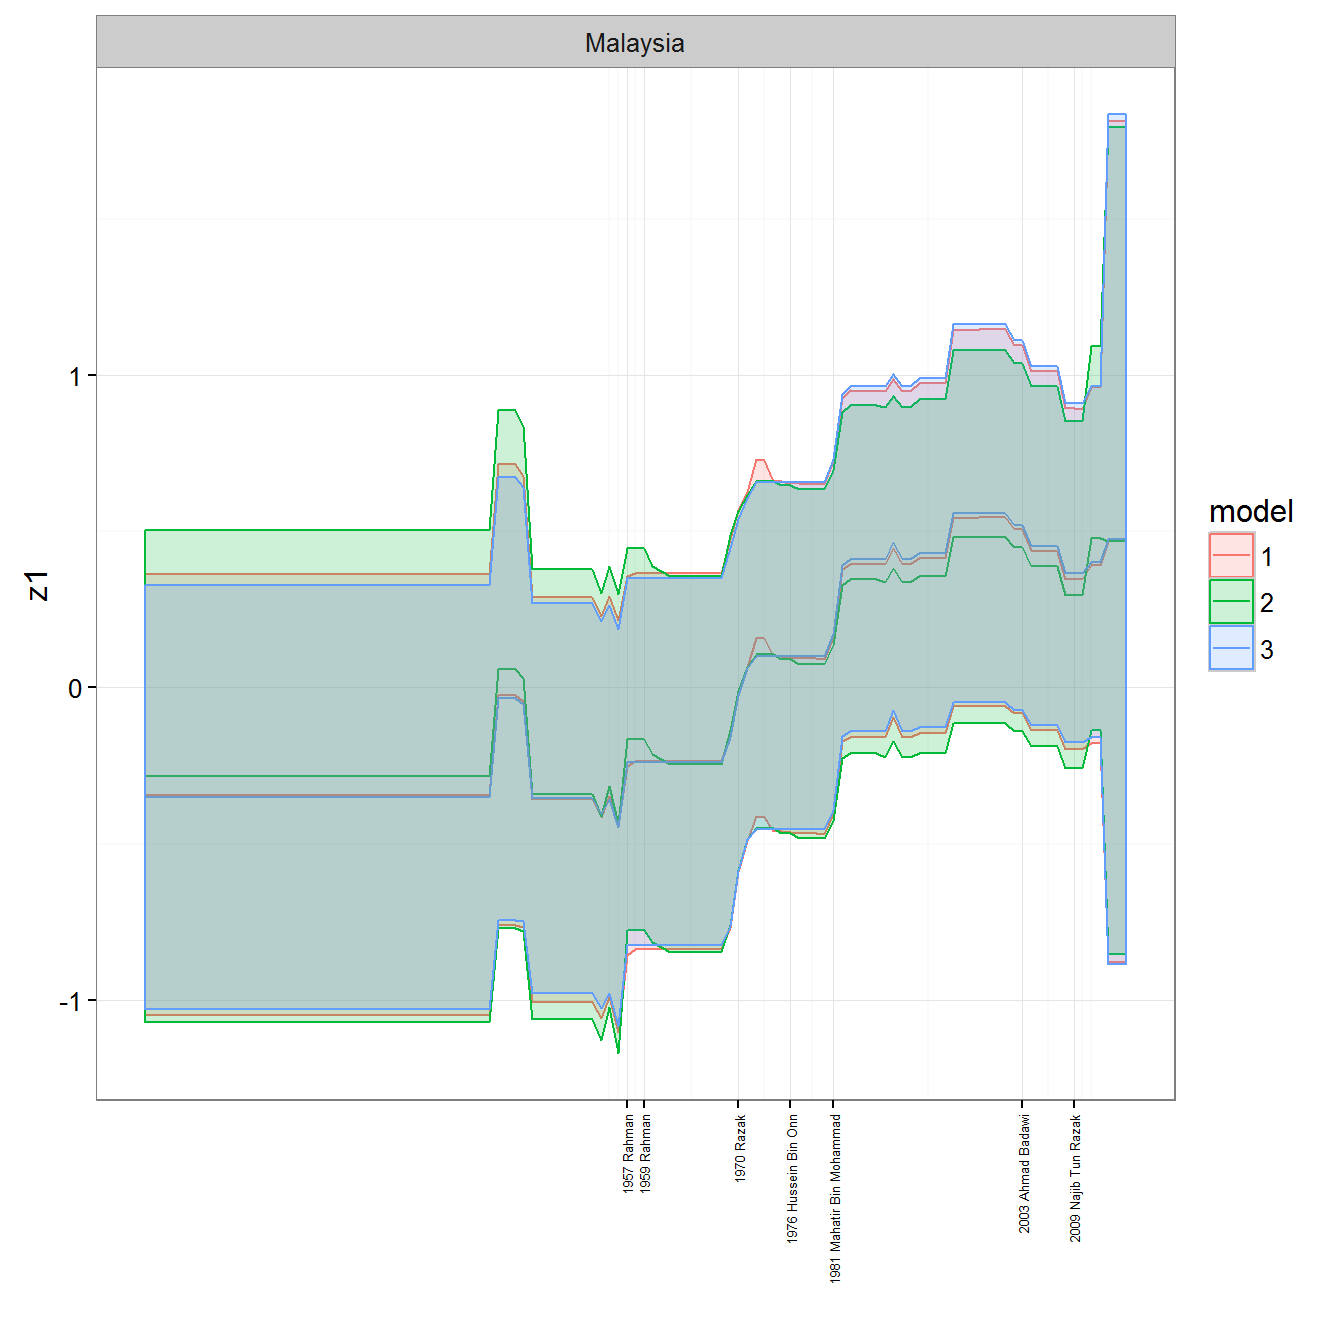 Malaysia
z1
1
0
-1
model
1
2
3
1957 Rahman
1959 Rahman
1970 Razak
1976 Hussein Bin Onn
1981 Mahatir Bin Mohammad
2003 Ahmad Badawi
2009 Najib Tun Razak